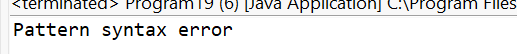 <terminated> Program19 (6) [Java Application] C:\Program Files
Pattern syntax error